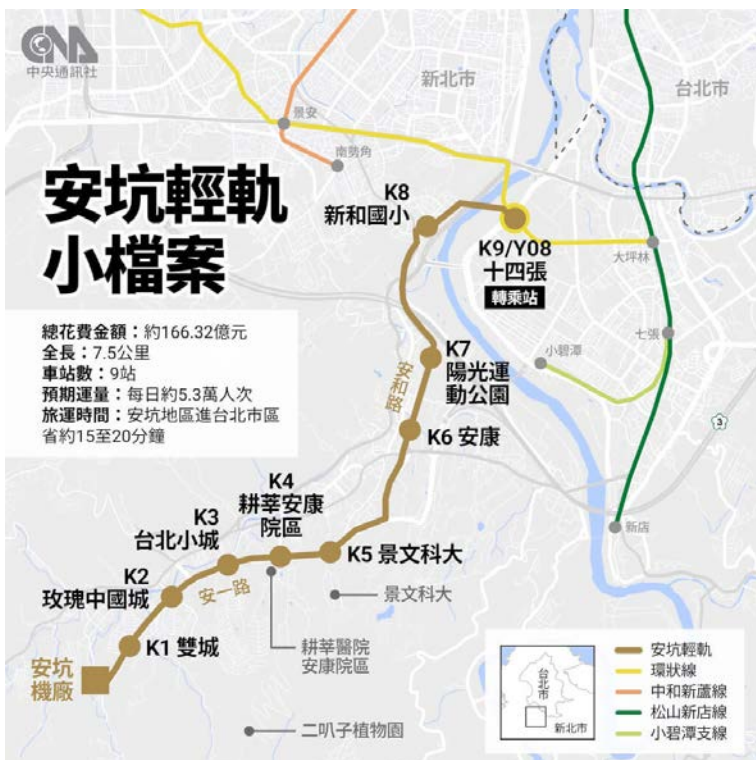 CNA
中央通訊社
安坑輕軌
小檔案
總花費金額：約166.32億元
全長：7.5公里
車站數：9站
預期運量：每日約5.3萬人次
旅運時間：安坑地區進台北市區
省約15至20分鐘
新北市
台北市
景安
南勢角
K8
新和國小
K9/Y08
十四張
轉乘站
大坪林
七張
小碧潭
K7
陽光運
動公園
安和路
K6 安康
3
新店
K4
耕莘安康
院區
K3
台北小城
K5 景文科大
K2
玫瑰中國城
安一路
景文科大
K1 雙城
耕莘醫院
安康院區
安坑
機廠
二叭子植物園
台北市
新北市
安坑輕軌
環狀線
中和新蘆線
松山新店線
小碧潭支線